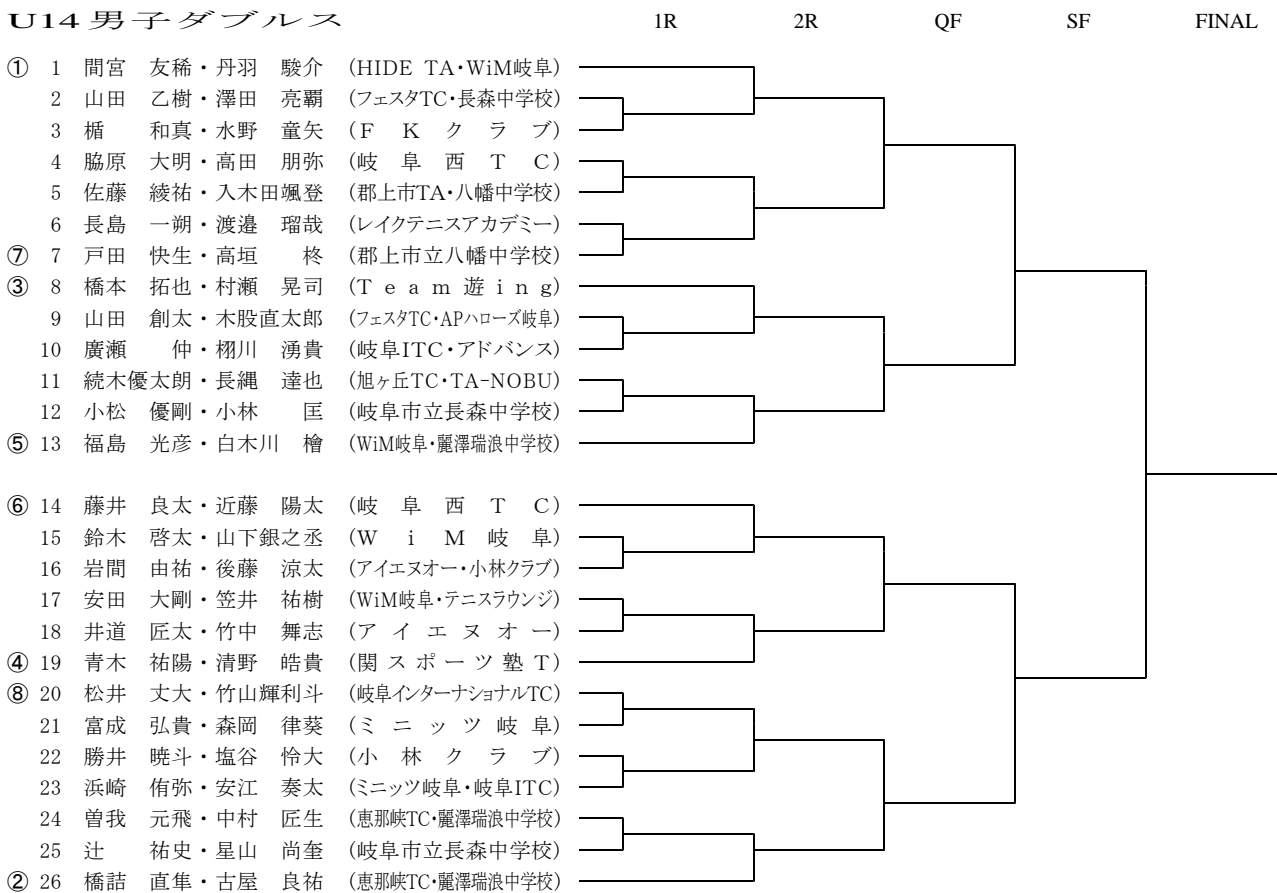 U14男子ダブルス 1R 2R QF SF FINAL
① 1 間宮 友稀・丹羽 駿介 (HIDE TA・WiM岐阜)
2 山田 乙樹・澤田 亮覇 (フェスタTC・長森中学校)
3 楯 和真・水野 童矢 (FKクラブ)
4 脇原 大明・高田 朋弥 (岐阜西TC)
5 佐藤 綾祐・入木田颯登 (郡上市TA・八幡中学校)
6 長島 一朔・渡邉 瑠哉 (レイクテニスアカデミー)
⑦ 7 戸田 快生・高垣 柊 (郡上市立八幡中学校)
③ 8 橋本 拓也・村瀬 晃司 (Team遊ing)
9 山田 創太・木股直太郎 (フェスタTC・APハローズ岐阜)
10 廣瀬 仲・栩川 湧貴 (岐阜ITC・アドバンス)
11 続木優太朗・長縄 達也 (旭ヶ丘TC・TA-NOBU)
12 小松 優剛・小林 匡 (岐阜市立長森中学校)
⑤ 13 福島 光彦・白木川 檜 (WiM岐阜・麗澤瑞浪中学校)
⑥ 14 藤井 良太・近藤 陽太 (岐阜西TC)
15 鈴木 啓太・山下銀之丞 (WiM岐阜)
16 岩間 由祐・後藤 涼太 (アイエヌオー・小林クラブ)
17 安田 大剛・笠井 祐樹 (WiM岐阜・テニスラウンジ)
18 井道 匠太・竹中 舞志 (アイエヌオー)
④ 19 青木 祐陽・清野 皓貴 (関スポーツ塾T)
⑧ 20 松井 丈大・竹山輝利斗 (岐阜インターナショナルTC)
21 富成 弘貴・森岡 律葵 (ミニッツ岐阜)
22 勝井 暁斗・塩谷 怜大 (小林クラブ)
23 浜崎 侑弥・安江 奏太 (ミニッツ岐阜・岐阜ITC)
24 曽我 元飛・中村 匠生 (恵那峡TC・麗澤瑞浪中学校)
25 辻 祐史・星山 尚奎 (岐阜市立長森中学校)
② 26 橋詰 直隼・古屋 良祐 (恵那峡TC・麗澤瑞浪中学校)